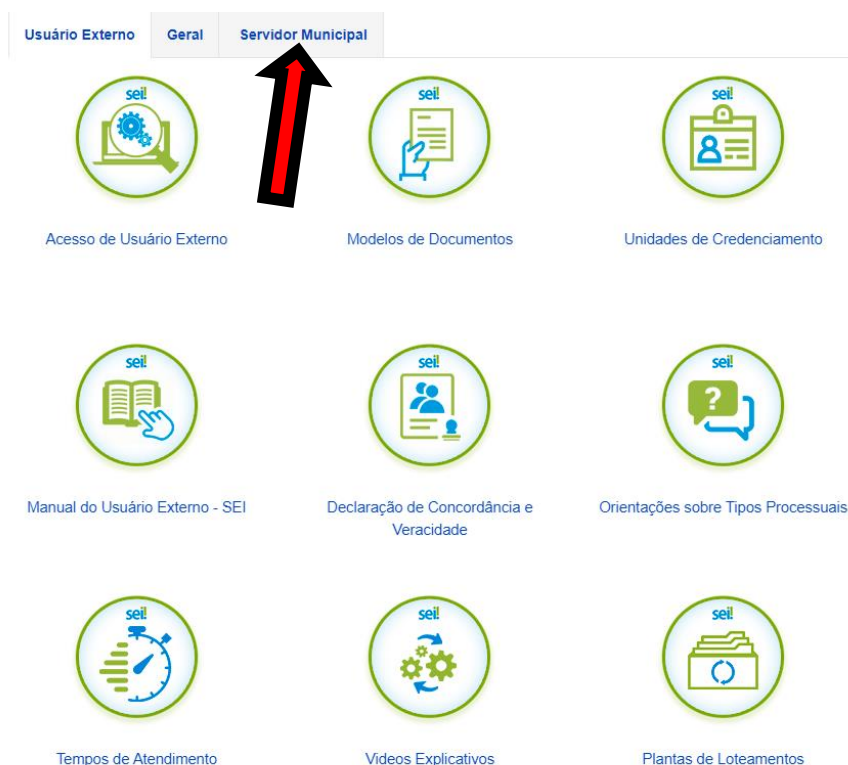 Usuário Externo Geral Servidor Municipal
sei! sei! sei!
Acesso de Usuário Externo Modelos de Documentos Unidades de Credenciamento
sei! sei! sei!
?
Manual do Usuário Externo - SEI Declaração de Concordância e Orientações sobre Tipos Processuais
Veracidade
sei! sei! sei!
Tempos de Atendimento Videos Explicativos Plantas de Loteamentos